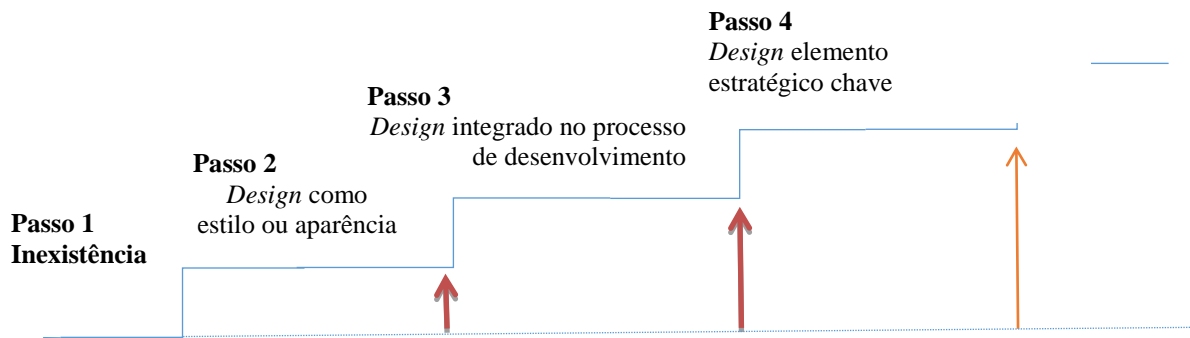 Passo 1
Inexistência
Passo 2
Design como
estilo ou aparência
Passo 3
Design integrado no processo
de desenvolvimento
Passo 4
Design elemento
estratégico chave